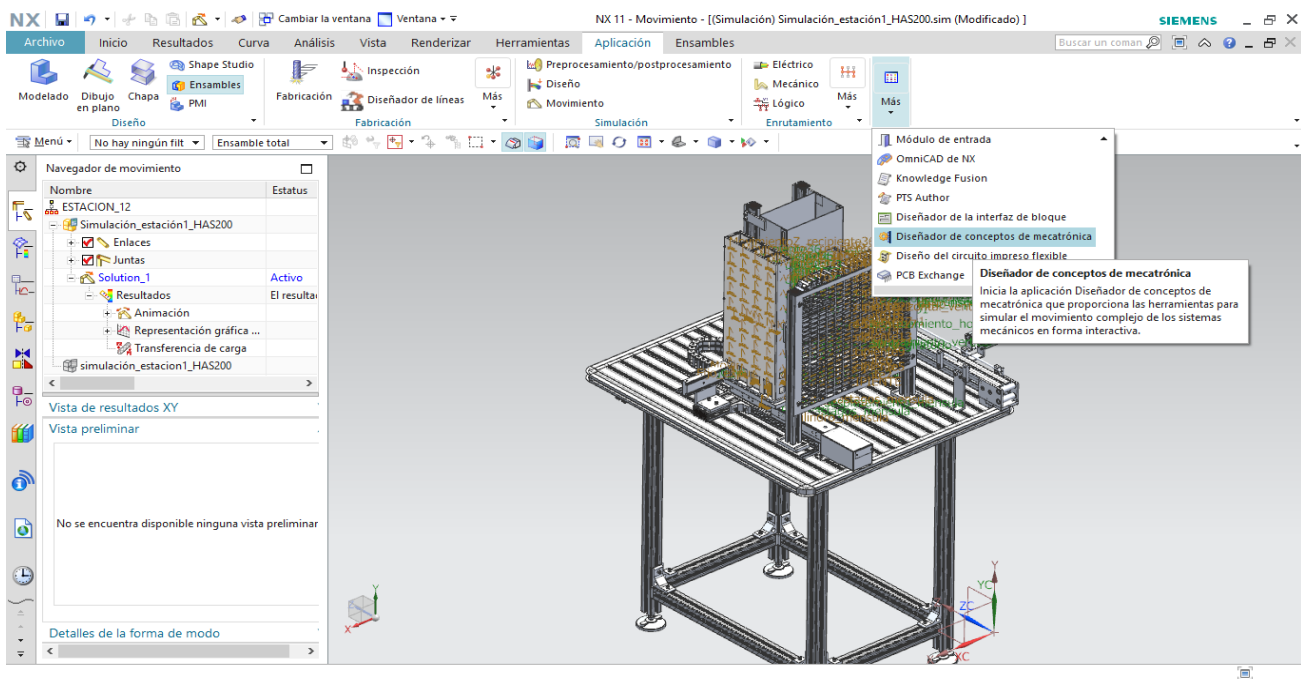 NX
Cambiar la ventana
Ventana
NX 11 - Movimiento - [(Simulación) Simulación_estación1_HAS200.sim (Modificado) ]
SIEMENS
Archivo
Inicio
Resultados
Curva
Análisis
Vista
Renderizar
Herramientas
Aplicación
Ensambles
Buscar un coman
Modelado
Dibujo en plano
Chapa
Shape Studio
Ensambles
PMI
Diseño
Fabricación
Inspección
Diseñador de líneas
Más
Fabricación
Preprocesamiento/postprocesamiento
Diseño
Movimiento
Simulación
Eléctrico
Mecánico
Lógico
Más
Enrutamiento
Más
Menú
No hay ningún filt
Ensamble total
Módulo de entrada
OmniCAD de NX
Knowledge Fusion
PTS Author
Diseñador de la interfaz de bloque
Diseñador de conceptos de mecatrónica
Diseño del circuito impreso flexible
PCB Exchange
Diseñador de conceptos de mecatrónica
Inicia la aplicación Diseñador de conceptos de
mecatrónica que proporciona las herramientas para
simular el movimiento complejo de los sistemas
mecánicos en forma interactiva.
Navegador de movimiento
Nombre
Estatus
ESTACION_12
Simulación_estación1_HAS200
Enlaces
Juntas
Solution_1
Activo
Resultados
El resulta
Animación
Representación gráfica ...
Transferencia de carga
simulación_estacion1_HAS200
Vista de resultados XY
Vista preliminar
No se encuentra disponible ninguna vista preliminar
Detalles de la forma de modo
Y
X
Y
YC
ZC
XC